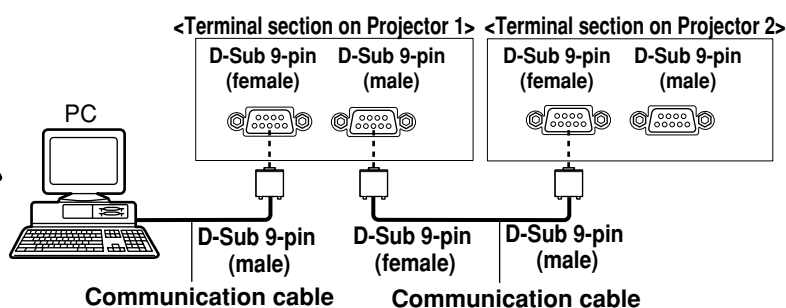 <Terminal section on Projector 1> <Terminal section on Projector 2>
D-Sub 9-pin D-Sub 9-pin D-Sub 9-pin D-Sub 9-pin
(female) (male) (female) (male)
PC
D-Sub 9-pin D-Sub 9-pin D-Sub 9-pin
(male) (female) (male)
Communication cable Communication cable